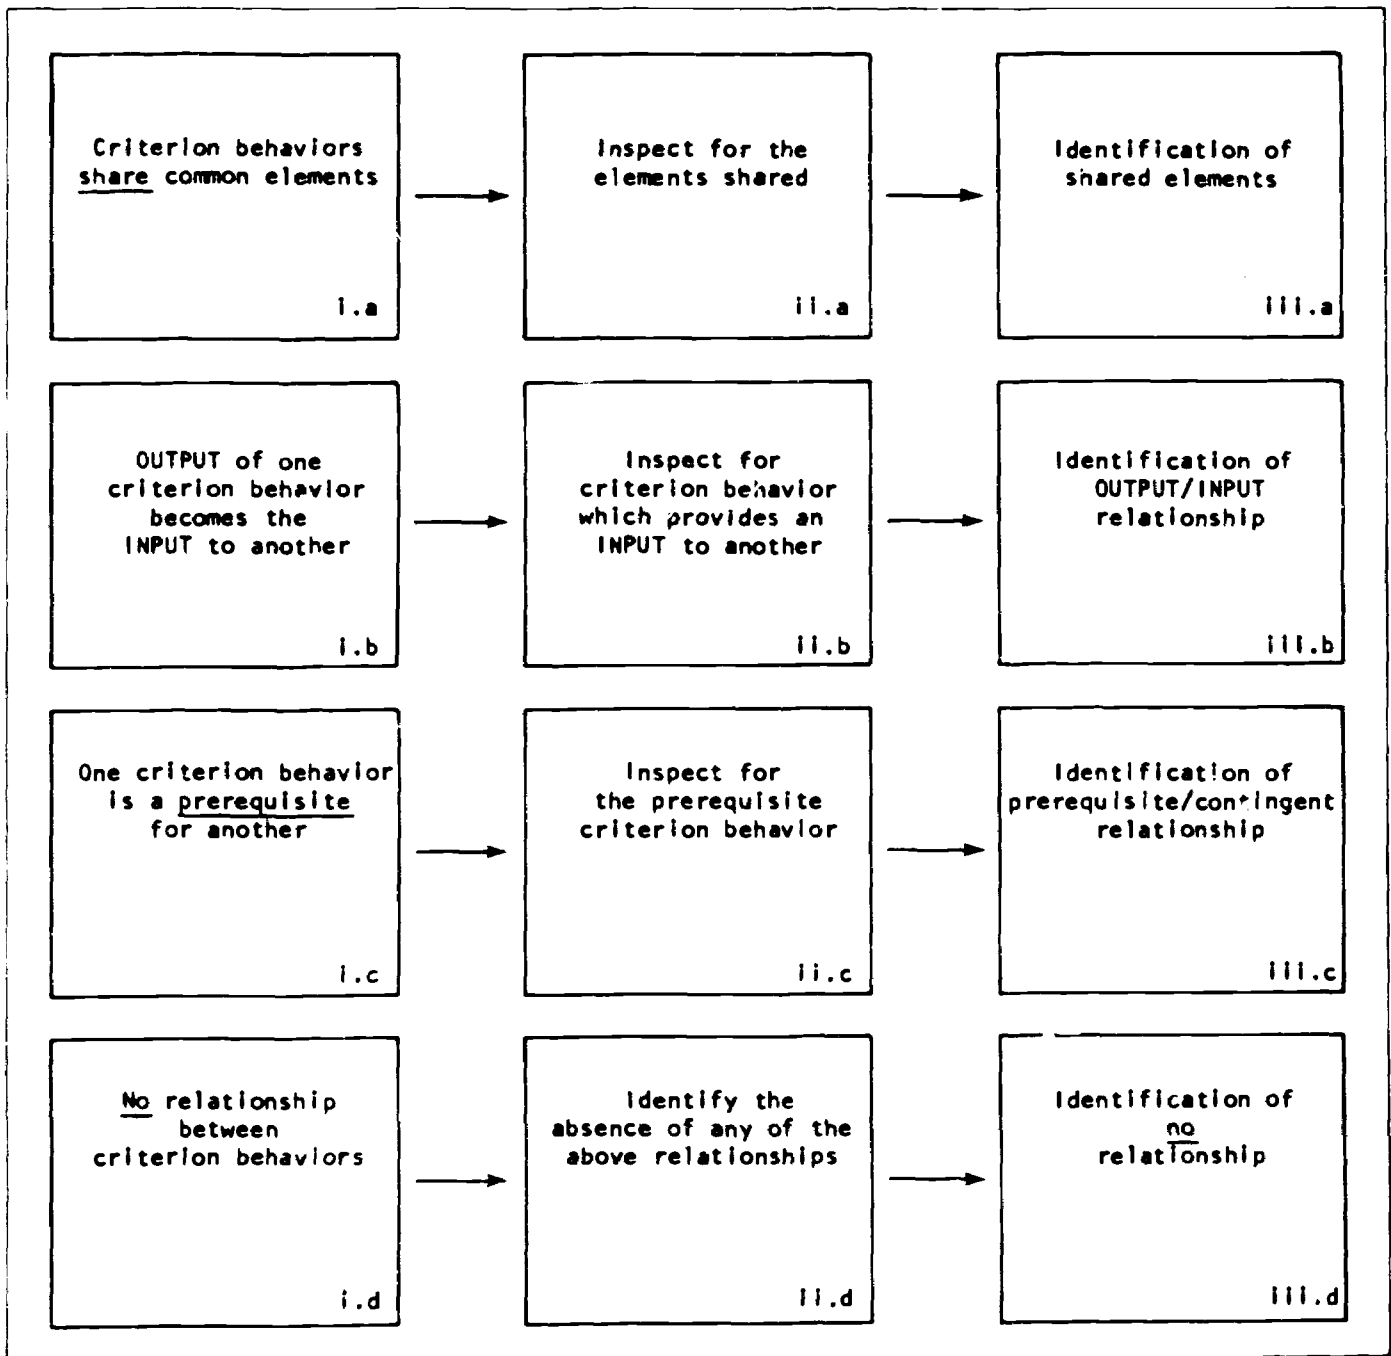 Criterion behaviors
share common elements
i.a
Inspect for the
elements shared
ii.a
Identification of
shared elements
iii.a
OUTPUT of one
criterion behavior
becomes the
INPUT to another
i.b
Inspect for
criterion behavior
which provides an
INPUT to another
ii.b
Identification of
OUTPUT/INPUT
relationship
iii.b
One criterion behavior
is a prerequisite
for another
i.c
Inspect for
the prerequisite
criterion behavior
ii.c
Identification of
prerequisite/contingent
relationship
iii.c
No relationship
between
criterion behaviors
i.d
Identify the
absence of any of the
above relationships
ii.d
Identification of
no
relationship
iii.d